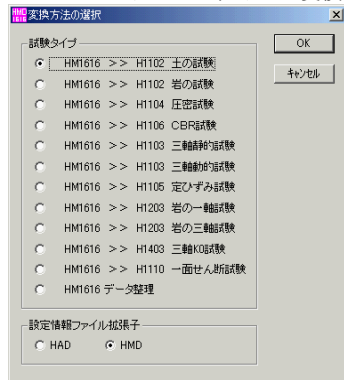 変換方法の選択
試験タイプ
OK
キャンセル
HM1616 >> H1102 土の試験
HM1616 >> H1102 岩の試験
HM1616 >> H1104 圧密試験
HM1616 >> H1106 CBR試験
HM1616 >> H1103 三軸静的試験
HM1616 >> H1103 三軸動的試験
HM1616 >> H1105 定ひずみ試験
HM1616 >> H1203 岩の一軸試験
HM1616 >> H1203 岩の三軸試験
HM1616 >> H1403 三軸K0試験
HM1616 >> H1110 一面せん断試験
HM1616 データ整理
設定情報ファイル拡張子
HAD HMD